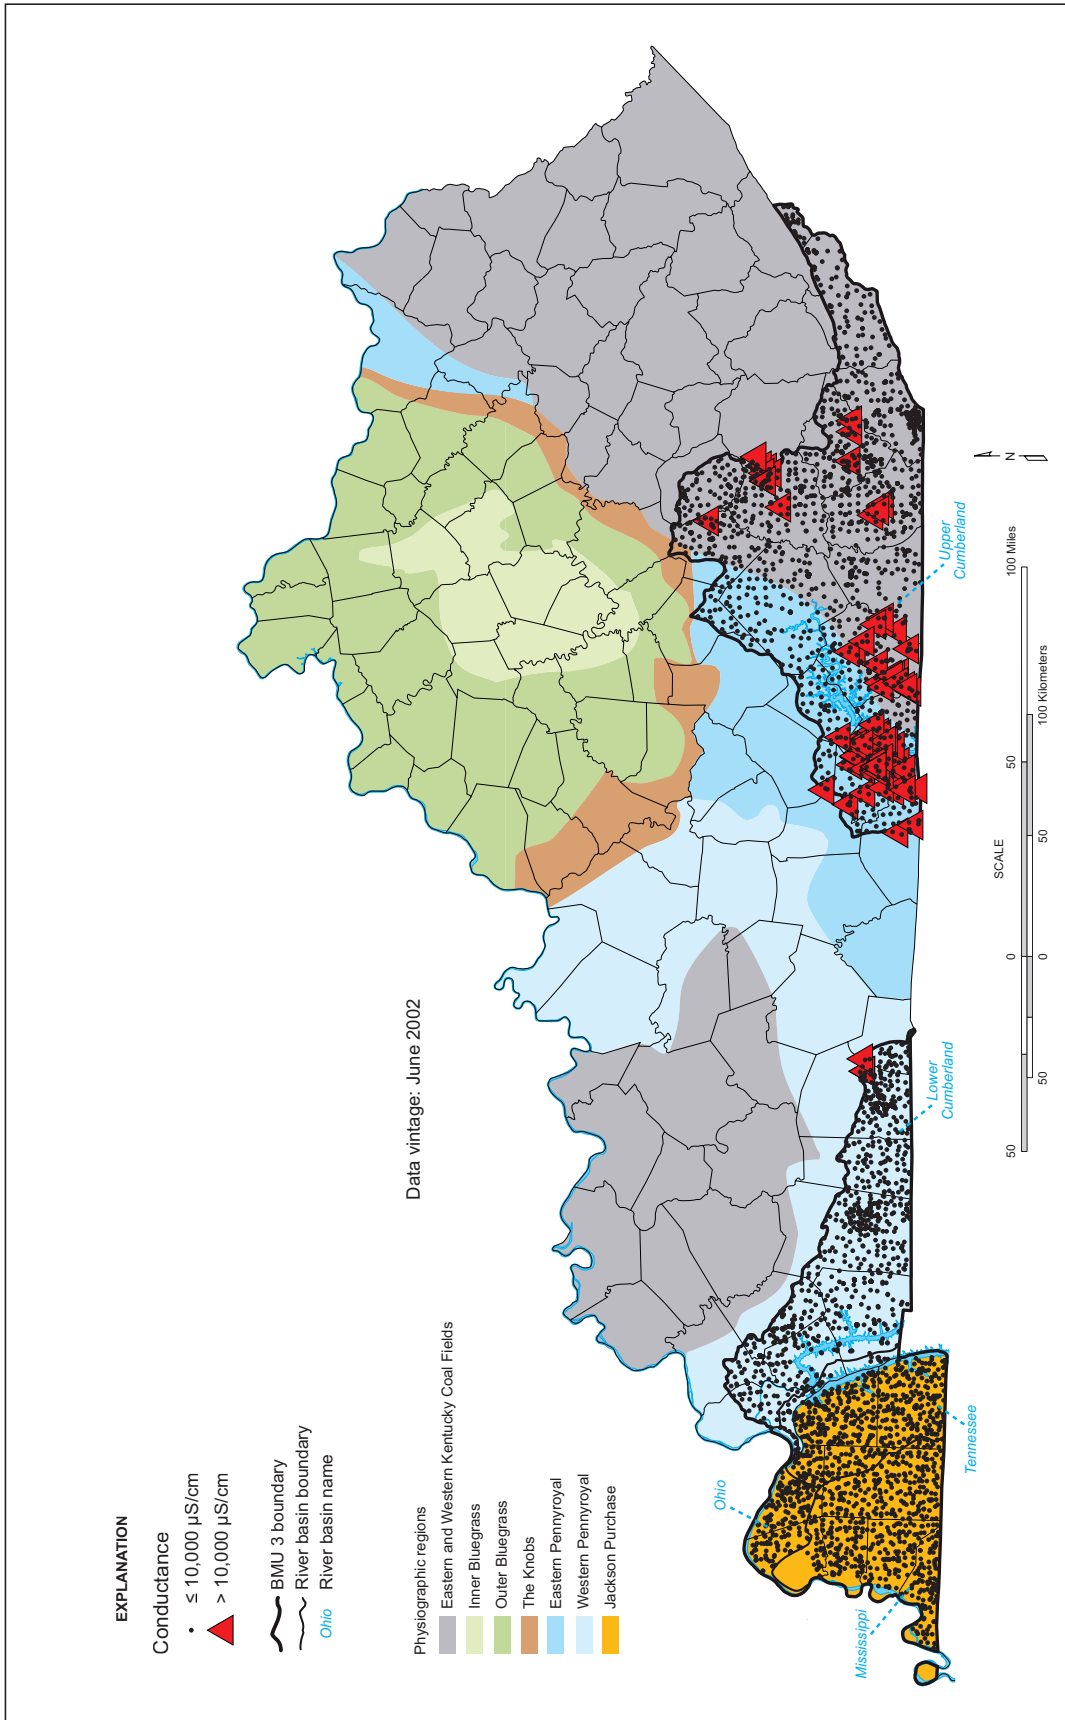 EXPLANATION
Conductance
≤ 10,000 µS/cm
> 10,000 µS/cm
BMU 3 boundary
River basin boundary
Ohio River basin name
Physiographic regions
Eastern and Western Kentucky Coal Fields
Inner Bluegrass
Outer Bluegrass
The Knobs
Eastern Pennyroyal
Western Pennyroyal
Jackson Purchase
Data vintage: June 2002
Ohio
Mississippi
Tennessee
Lower
Cumberland
Upper
Cumberland
SCALE
50 0 50 100 Miles
50 0 50 100 Kilometers
N